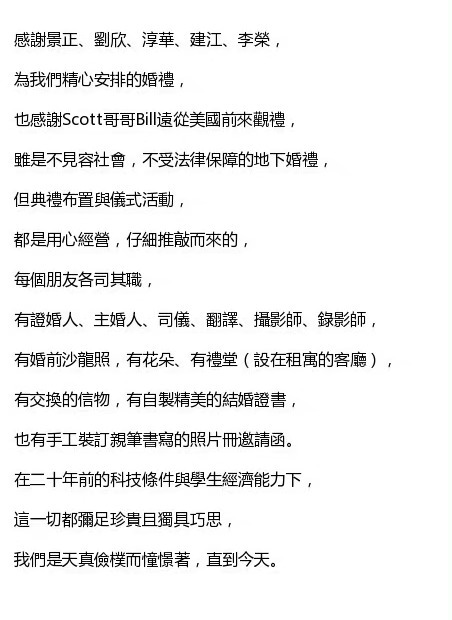 感謝景正、劉欣、淳華、建江、李榮，
為我們精心安排的婚禮，
也感謝Scott哥哥Bill遠從美國前來觀禮，
雖是不見容社會，不受法律保障的地下婚禮，
但典禮布置與儀式活動，
都是用心經營，仔細推敲而來的，
每個朋友各司其職，
有證婚人、主婚人、司儀、翻譯、攝影師、錄影師，
有婚前沙龍照，有花朵、有禮堂（設在租寓的客廳），
有交換的信物，有自製精美的結婚證書，
也有手工裝訂親筆書寫的照片冊邀請函。
在二十年前的科技條件與學生經濟能力下，
這一切都彌足珍貴且獨具巧思，
我們是天真儉樸而憧憬著，直到今天。